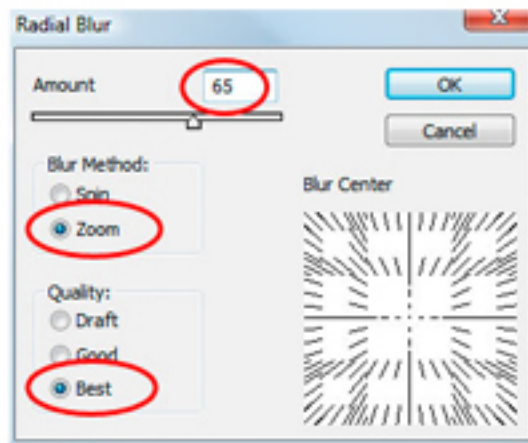 Radial Blur
Amount
65
OK
Cancel
Blur Method:
Spin
Zoom
Blur Center
Quality:
Draft
Good
Best